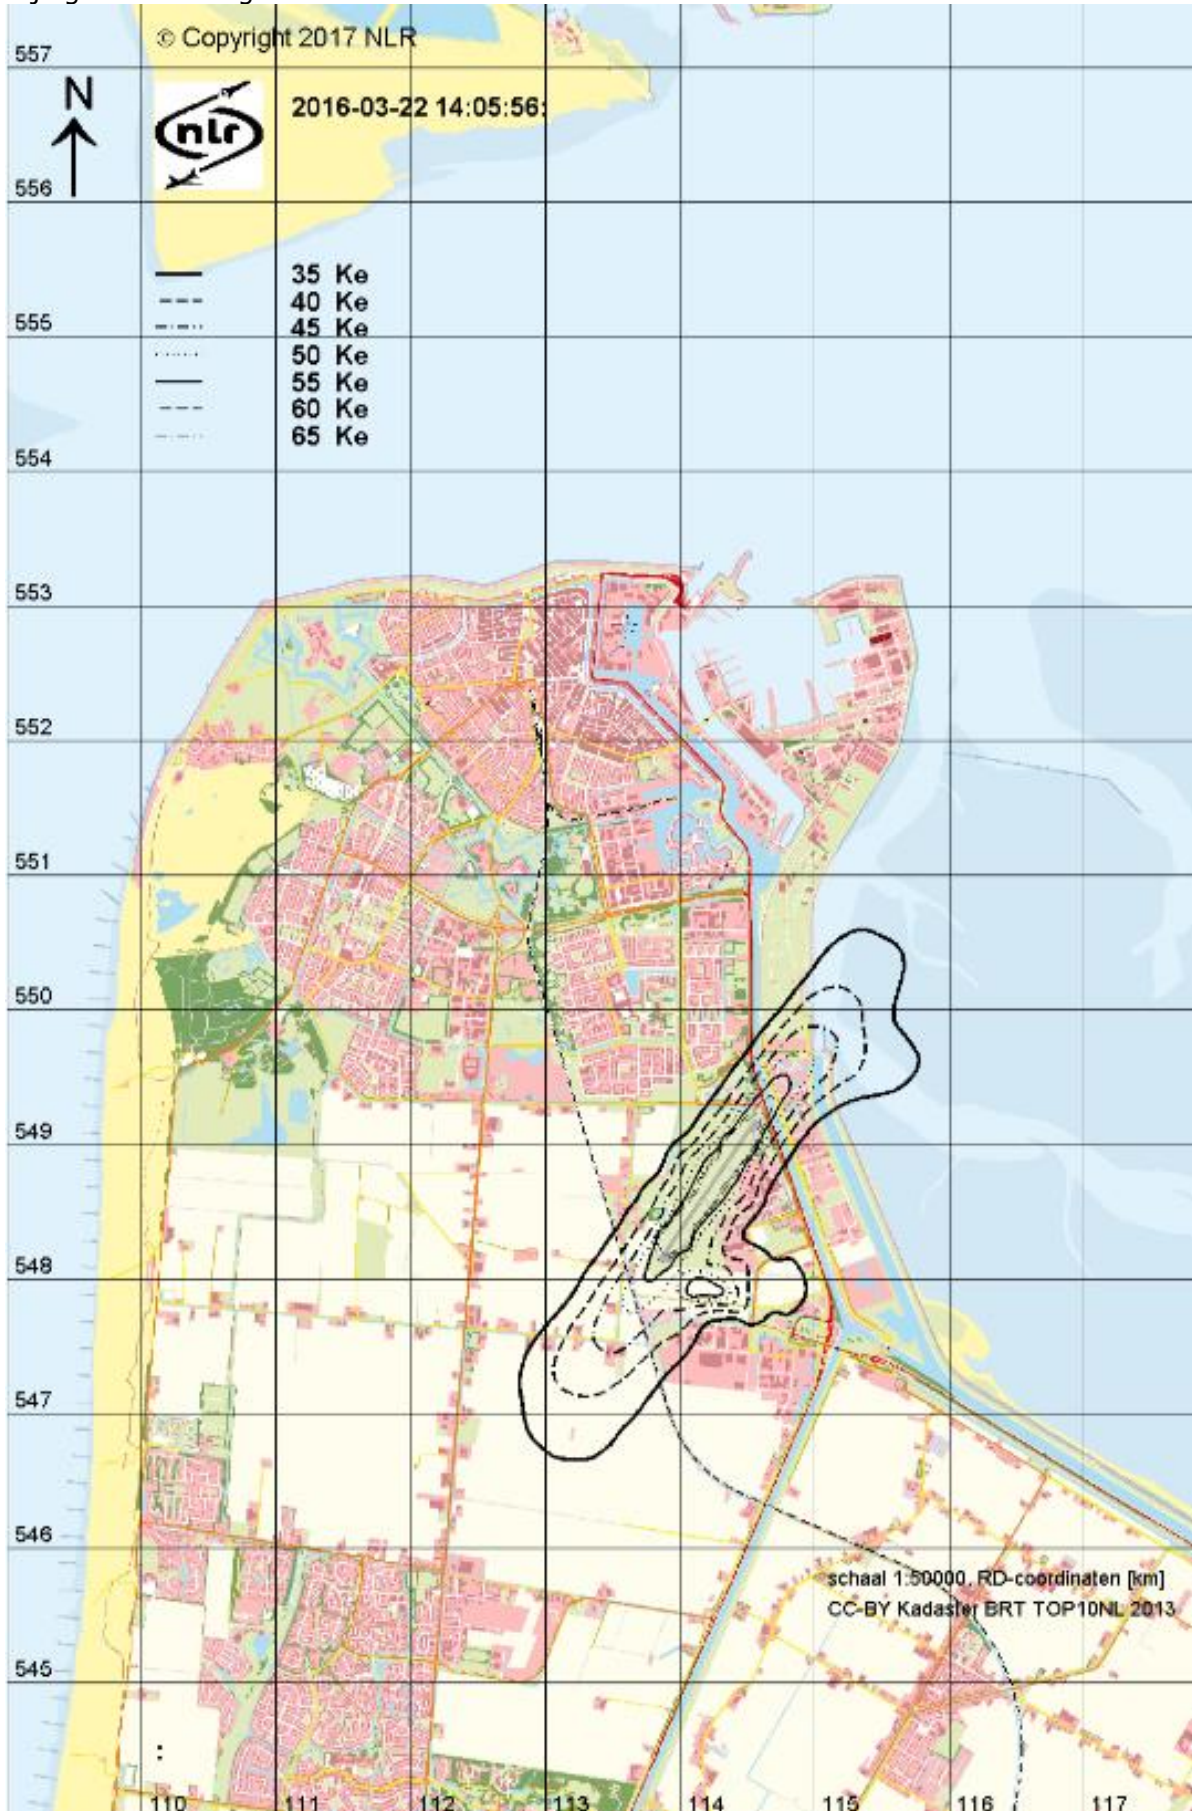 557
© Copyright 2017 NLR
N
nlr
2016-03-22 14:05:56:
556
35 Ke
40 Ke
45 Ke
50 Ke
55 Ke
60 Ke
65 Ke
555
554
553
552
551
550
549
548
547
546
schaal 1:50000, RD-coordinaten [km]
CC-BY Kadaster BRT TOP10NL 2013
545
:
110 111 112 113 114 115 116 117